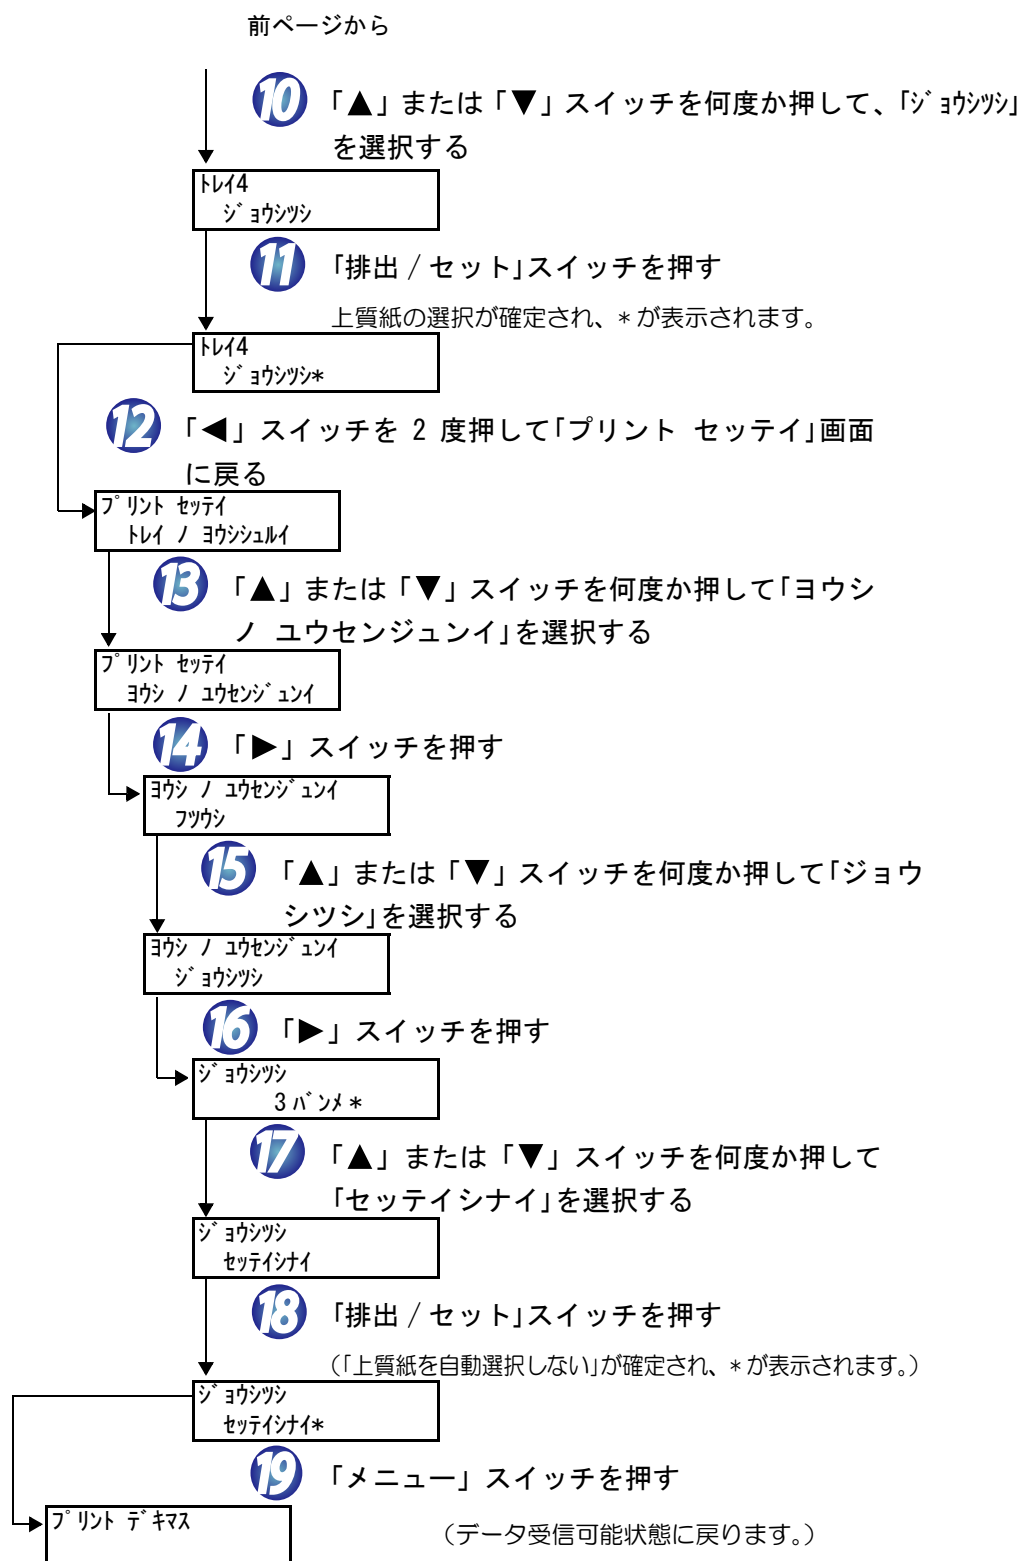 前ページから
10 「▲」または「▼」スイッチを何度か押して、「ｼﾞｮｳｼﾂｼ」
を選択する
ﾄﾚｲ4
ｼﾞｮｳｼﾂｼ
11 「排出／セット」スイッチを押す
上質紙の選択が確定され、＊が表示されます。
ﾄﾚｲ4
ｼﾞｮｳｼﾂｼ*
12 「◀」スイッチを 2 度押して「プリント セッテイ」画面
に戻る
ﾌﾟﾘﾝﾄ ｾｯﾃｲ
ﾄﾚｲ ﾉ ﾖｳｼｼｭﾙｲ
13 「▲」または「▼」スイッチを何度か押して「ヨウシ
ノ ユウセンジュンイ」を選択する
ﾌﾟﾘﾝﾄ ｾｯﾃｲ
ﾖｳｼ ﾉ ﾕｳｾﾝｼﾞｭﾝｲ
14 「▶」スイッチを押す
ﾖｳｼ ﾉ ﾕｳｾﾝｼﾞｭﾝｲ
ﾌﾂｳｼ
15 「▲」または「▼」スイッチを何度か押して「ジョウ
シツシ」を選択する
ﾖｳｼ ﾉ ﾕｳｾﾝｼﾞｭﾝｲ
ｼﾞｮｳｼﾂｼ
16 「▶」スイッチを押す
ｼﾞｮｳｼﾂｼ
3 ﾊﾞﾝﾒ *
17 「▲」または「▼」スイッチを何度か押して
「セッテイシナイ」を選択する
ｼﾞｮｳｼﾂｼ
ｾｯﾃｲｼﾅｲ
18 「排出／セット」スイッチを押す
（「上質紙を自動選択しない」が確定され、＊が表示されます。）
ｼﾞｮｳｼﾂｼ
ｾｯﾃｲｼﾅｲ*
19 「メニュー」スイッチを押す
ﾌﾟﾘﾝﾄ ﾃﾞｷﾏｽ
（データ受信可能状態に戻ります。）